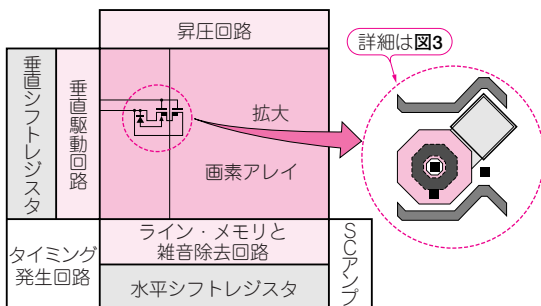 昇圧回路
詳細は図3
垂直シフトレジスタ
垂直駆動回路
拡大
画素アレイ
タイミング
発生回路
ライン・メモリと
雑音除去回路
SCアンプ
水平シフトレジスタ